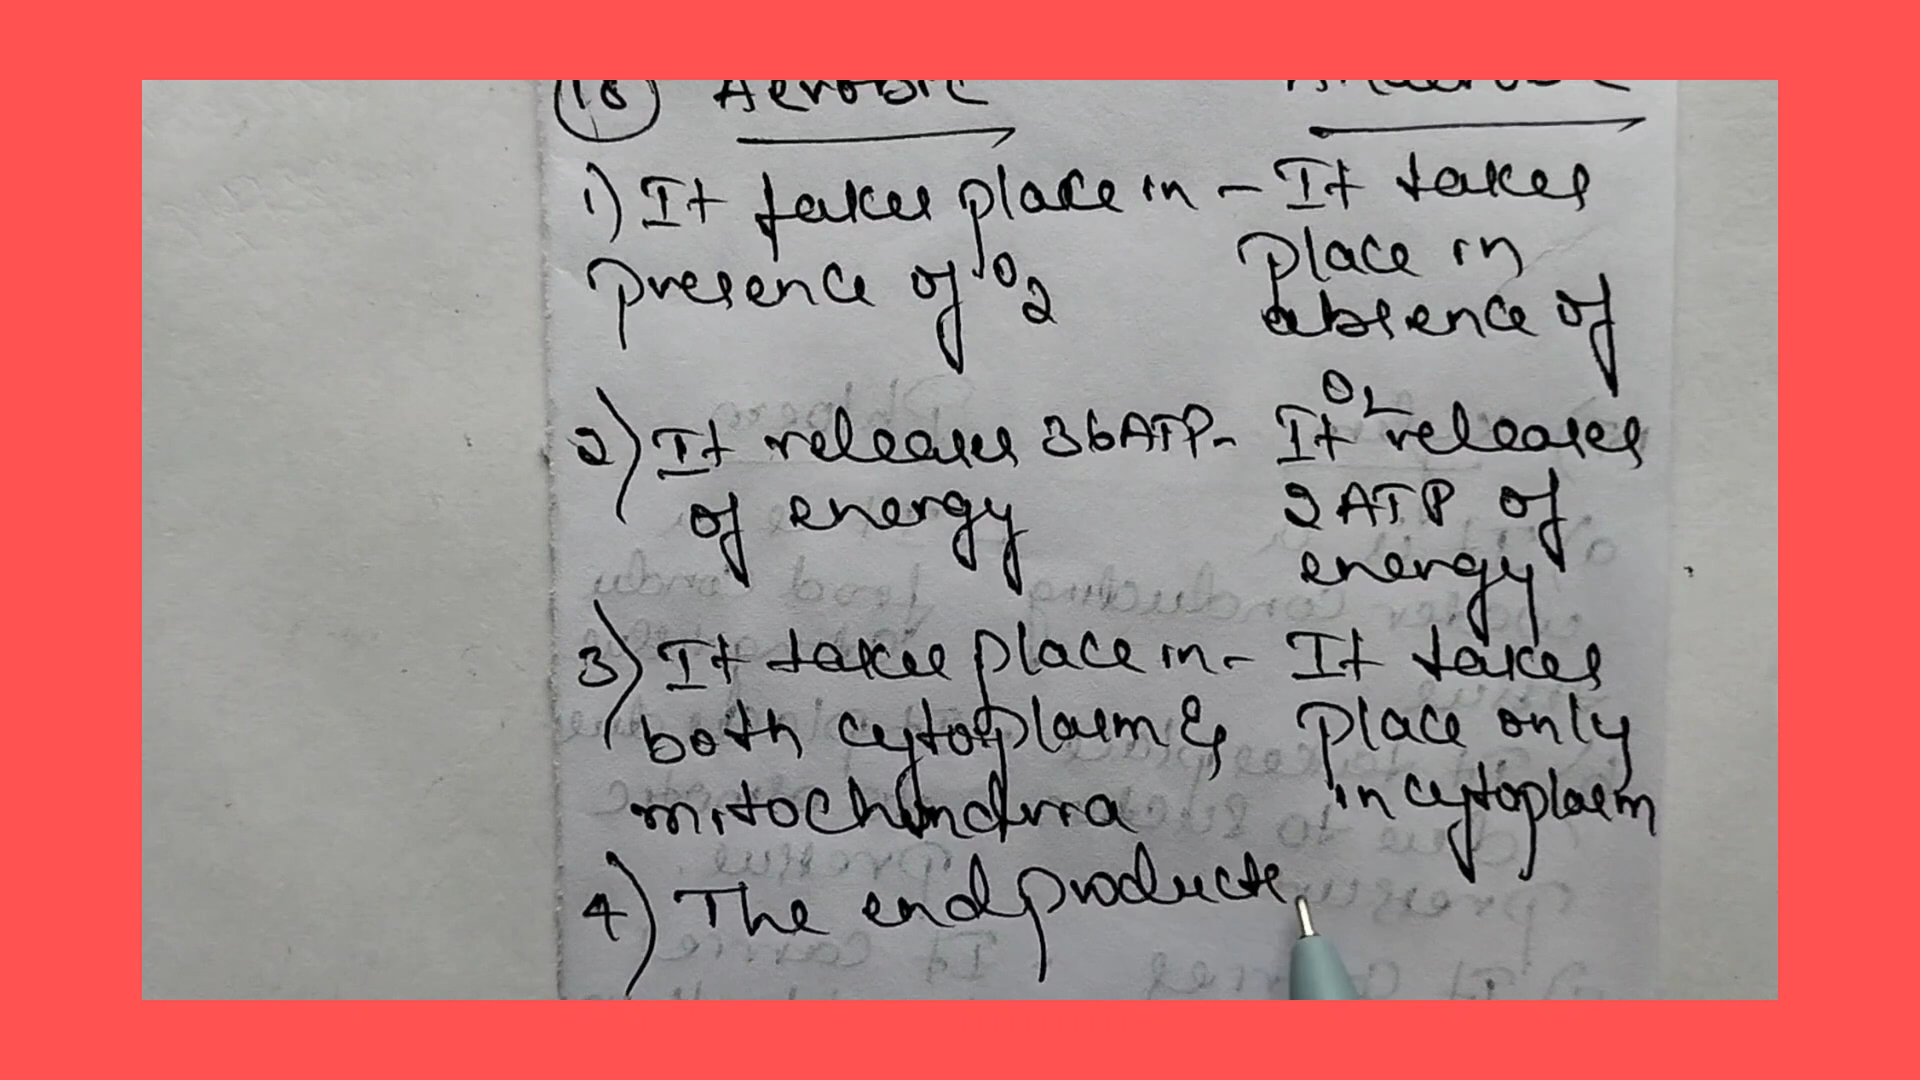 18 Aerobic Anaerobic
1) It takes place in - It takes
place in
presence of O2
absence of
O2
2) It releases 36ATP- It releases
of energy 2ATP of
energy
3) It takes place in - It takes
both cytoplasm & place only
mitochondria in cytoplasm
4) The end products